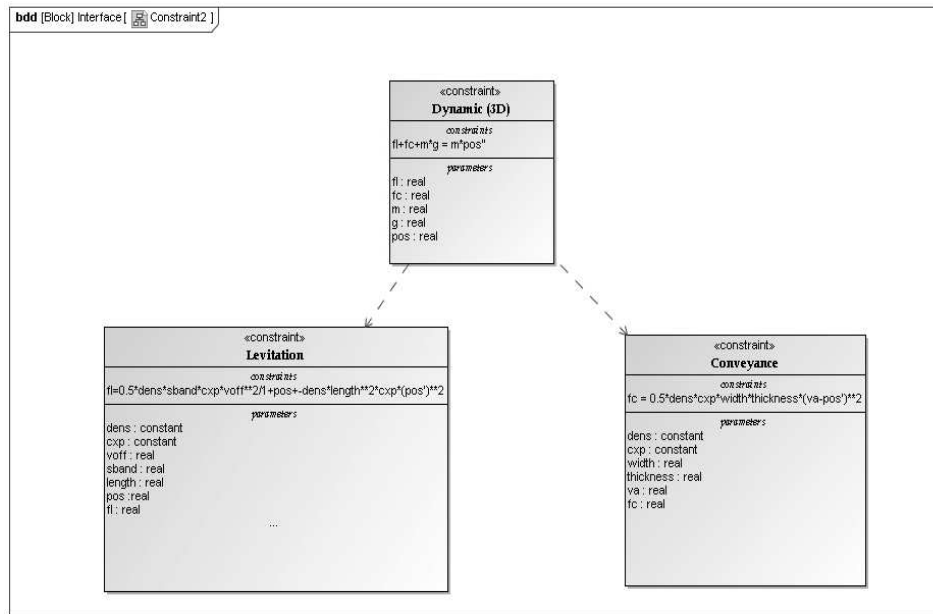 bdd [Block] Interface [ Constraint2 ]
«constraint»
Dynamic (3D)
constraints
fl+fc+m*g = m*pos"
parameters
fl : real
fc : real
m : real
g : real
pos : real
«constraint»
Levitation
constraints
fl=0.5*dens*sband*cxp*voff**2/1+pos+-dens*length**2*cxp*(pos')**2
parameters
dens : constant
cxp : constant
voff : real
sband : real
length : real
pos :real
fl : real
...
«constraint»
Conveyance
constraints
fc = 0.5*dens*cxp*width*thickness*(va-pos')**2
parameters
dens : constant
cxp : constant
width : real
thickness : real
va : real
fc : real